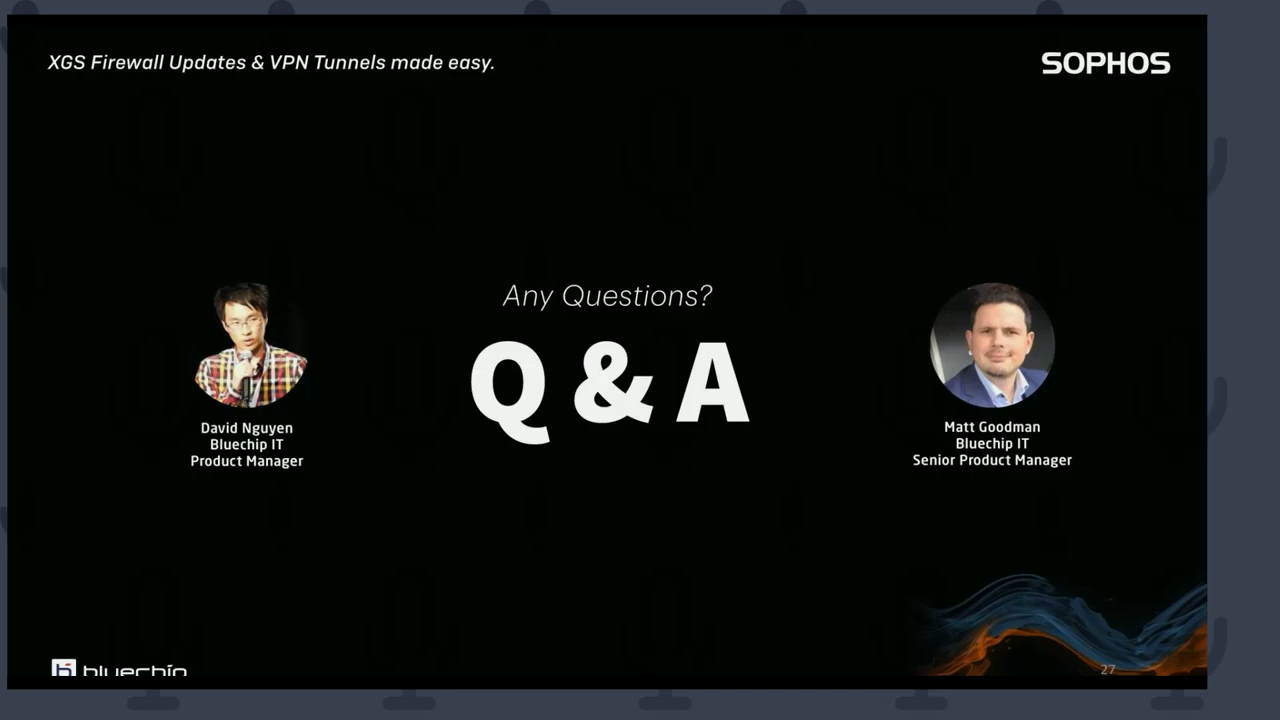 XGS Firewall Updates & VPN Tunnels made easy.
SOPHOS
Any Questions?
Q & A
David Nguyen
Bluechip IT
Product Manager
Matt Goodman
Bluechip IT
Senior Product Manager
bluechip
27